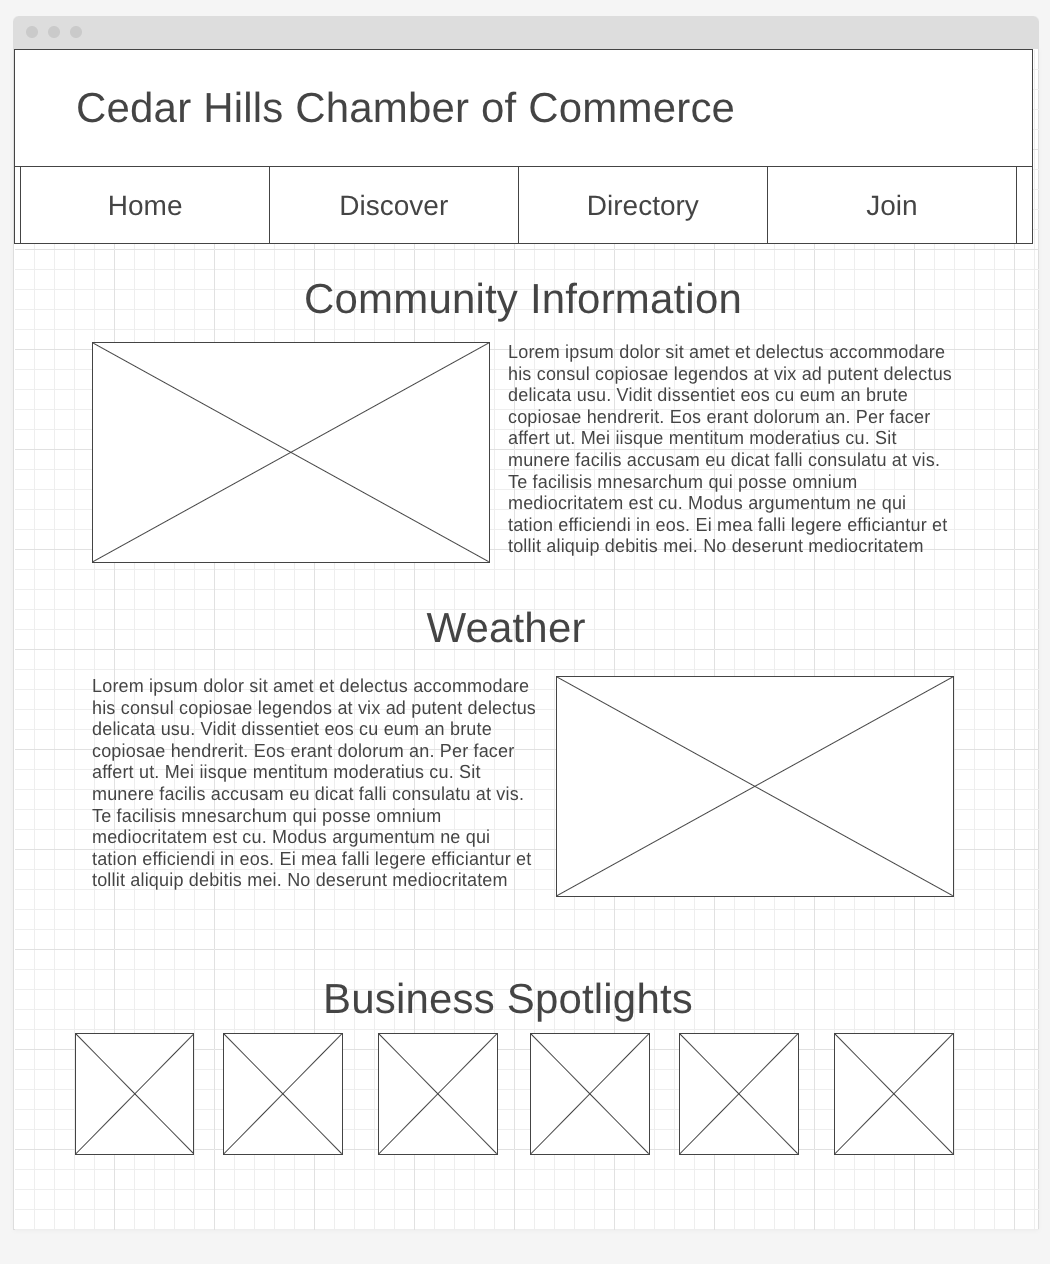 Cedar Hills Chamber of Commerce
Home Discover Directory Join
Community Information
Lorem ipsum dolor sit amet et delectus accommodare
his consul copiosae legendos at vix ad putent delectus
delicata usu. Vidit dissentiet eos cu eum an brute
copiosae hendrerit. Eos erant dolorum an. Per facer
affert ut. Mei iisque mentitum moderatius cu. Sit
munere facilis accusam eu dicat falli consulatu at vis.
Te facilisis mnesarchum qui posse omnium
mediocritatem est cu. Modus argumentum ne qui
tation efficiendi in eos. Ei mea falli legere efficiantur et
tollit aliquip debitis mei. No deserunt mediocritatem
Weather
Lorem ipsum dolor sit amet et delectus accommodare
his consul copiosae legendos at vix ad putent delectus
delicata usu. Vidit dissentiet eos cu eum an brute
copiosae hendrerit. Eos erant dolorum an. Per facer
affert ut. Mei iisque mentitum moderatius cu. Sit
munere facilis accusam eu dicat falli consulatu at vis.
Te facilisis mnesarchum qui posse omnium
mediocritatem est cu. Modus argumentum ne qui
tation efficiendi in eos. Ei mea falli legere efficiantur et
tollit aliquip debitis mei. No deserunt mediocritatem
Business Spotlights